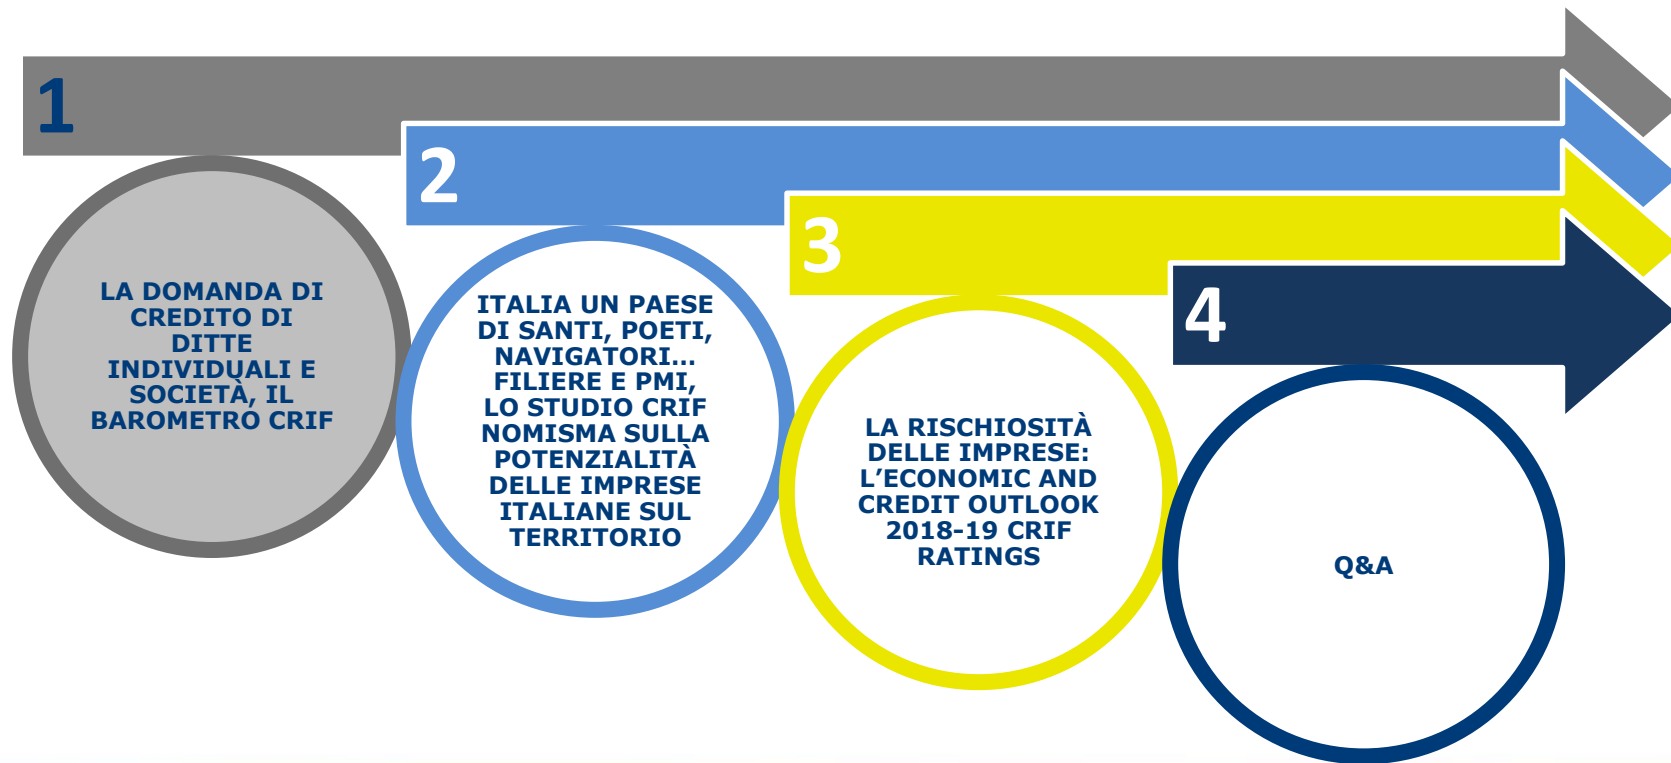 1
LA DOMANDA DI
CREDITO DI
DITTE
INDIVIDUALI E
SOCIETÀ, IL
BAROMETRO CRIF
2
ITALIA UN PAESE
DI SANTI, POETI,
NAVIGATORI…
FILIERE E PMI,
LO STUDIO CRIF
NOMISMA SULLA
POTENZIALITÀ
DELLE IMPRESE
ITALIANE SUL
TERRITORIO
3
LA RISCHIOSITÀ
DELLE IMPRESE:
L’ECONOMIC AND
CREDIT OUTLOOK
2018-19 CRIF
RATINGS
4
Q&A